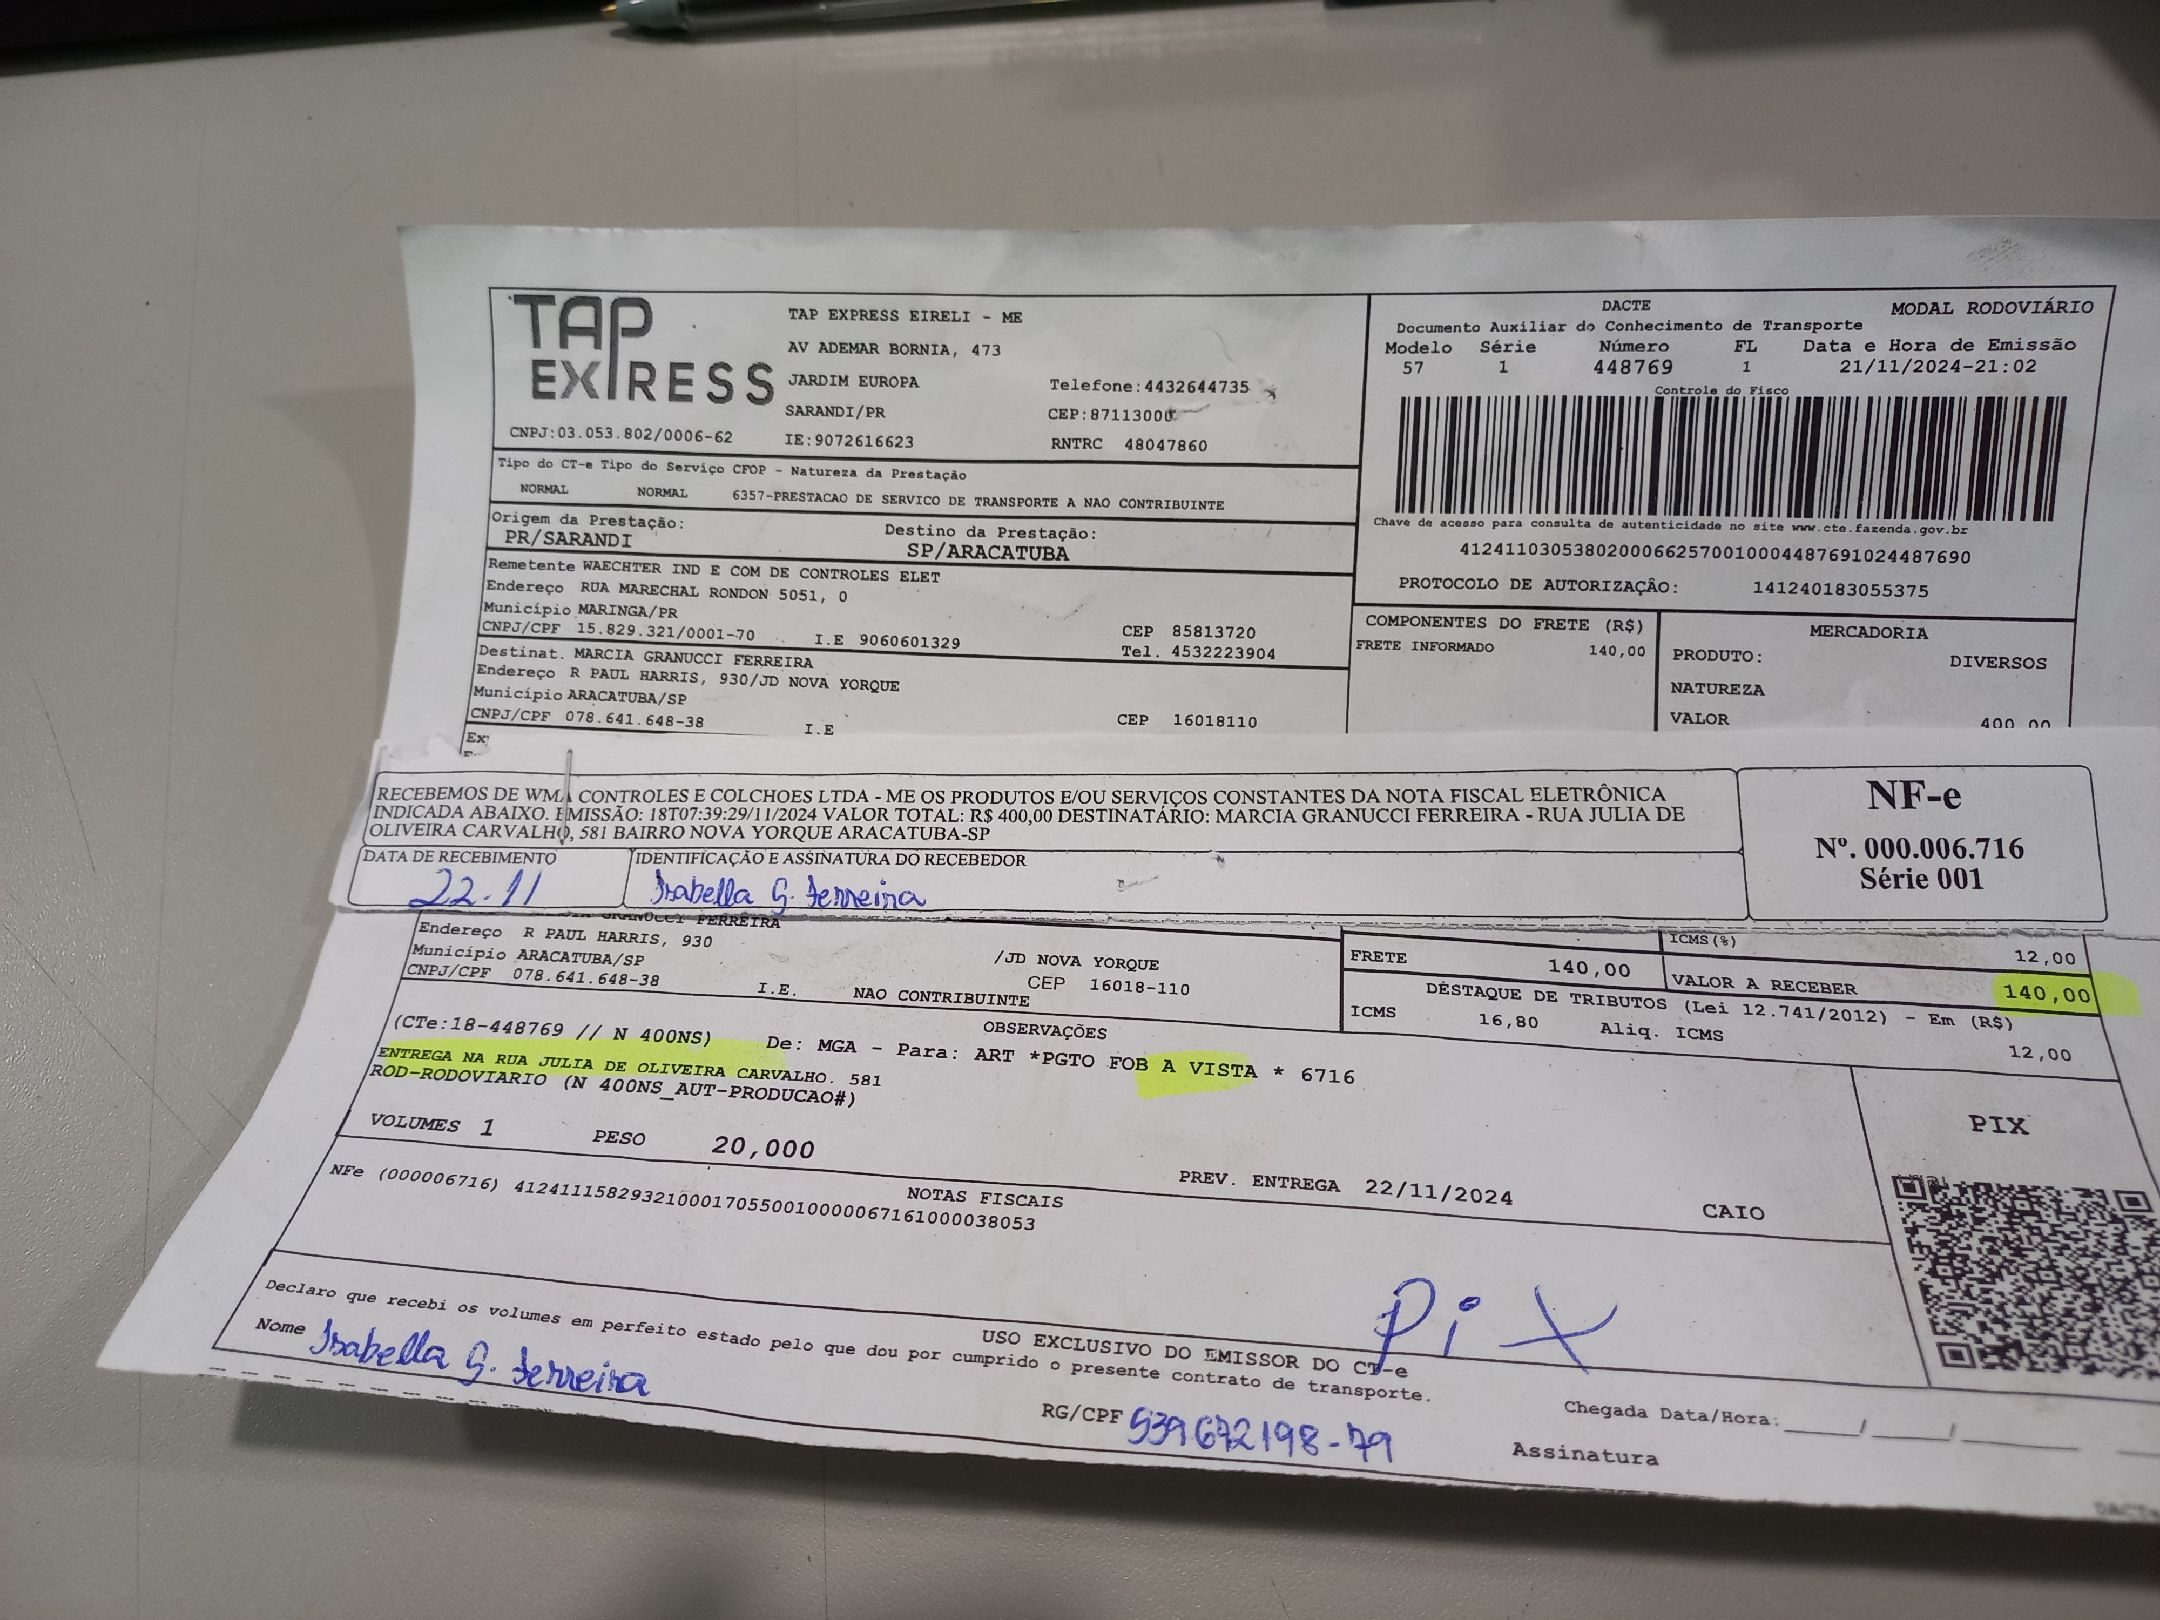 TAP EXPRESS
TAP EXPRESS EIRELI - ME
AV ADEMAR BORNIA, 473
JARDIM EUROPA
SARANDI/PR
IE:9072616623
Telefone:4432644735
CEP:87113000
RNTRC 48047860
CNPJ:03.053.802/0006-62
DACTE
MODAL RODOVIÁRIO
Documento Auxiliar do Conhecimento de Transporte
Modelo Série Número FL Data e Hora de Emissão
57 1 448769 1 21/11/2024-21:02
Controle do Fisco
Chave de acesso para consulta de autenticidade no site www.cte.fazenda.gov.br
41241103053802000662570010004487691024487690
PROTOCOLO DE AUTORIZAÇÃO: 141240183055375
Tipo do CT-e Tipo do Serviço CFOP - Natureza da Prestação
NORMAL NORMAL 6357-PRESTACAO DE SERVICO DE TRANSPORTE A NAO CONTRIBUINTE
Origem da Prestação: Destino da Prestação:
PR/SARANDI SP/ARACATUBA
Remetente WAECHTER IND E COM DE CONTROLES ELET
Endereço RUA MARECHAL RONDON 5051, 0
Município MARINGA/PR
CNPJ/CPF 15.829.321/0001-70 I.E 9060601329
CEP 85813720
Tel. 4532223904
Destinat. MARCIA GRANUCCI FERREIRA
Endereço R PAUL HARRIS, 930/JD NOVA YORQUE
Município ARACATUBA/SP
CNPJ/CPF 078.641.648-38 I.E CEP 16018110
COMPONENTES DO FRETE (R$)
FRETE INFORMADO 140,00
MERCADORIA
PRODUTO: DIVERSOS
NATUREZA
VALOR 400,00
RECEBEMOS DE WMA CONTROLES E COLCHOES LTDA - ME OS PRODUTOS E/OU SERVIÇOS CONSTANTES DA NOTA FISCAL ELETRÔNICA
INDICADA ABAIXO. EMISSÃO: 18T07:39:29/11/2024 VALOR TOTAL: R$ 400,00 DESTINATÁRIO: MARCIA GRANUCCI FERREIRA - RUA JULIA DE
OLIVEIRA CARVALHO, 581 BAIRRO NOVA YORQUE ARACATUBA-SP
DATA DE RECEBIMENTO
22.11
IDENTIFICAÇÃO E ASSINATURA DO RECEBEDOR
Isabella G. Ferreira
NF-e
Nº. 000.006.716
Série 001
GRANUCCI FERREIRA
Endereço R PAUL HARRIS, 930 /JD NOVA YORQUE
Município ARACATUBA/SP CEP 16018-110
CNPJ/CPF 078.641.648-38 I.E. NAO CONTRIBUINTE
ICMS(%) 12,00
FRETE 140,00 VALOR A RECEBER 140,00
DESTAQUE DE TRIBUTOS (Lei 12.741/2012) - Em (R$)
ICMS 16,80 Aliq. ICMS 12,00
OBSERVAÇÕES
(CTe:18-448769 // N 400NS) De: MGA - Para: ART *PGTO FOB A VISTA * 6716
ENTREGA NA RUA JULIA DE OLIVEIRA CARVALHO. 581
ROD-RODOVIARIO (N 400NS_AUT-PRODUCAO#)
VOLUMES 1 PESO 20,000
PREV. ENTREGA 22/11/2024
CAIO
PIX
NOTAS FISCAIS
NFe (000006716) 41241115829321000170550010000067161000038053
Pix
USO EXCLUSIVO DO EMISSOR DO CT-e
Declaro que recebi os volumes em perfeito estado pelo que dou por cumprido o presente contrato de transporte.
Nome Isabella G. Ferreira
RG/CPF 539672198-79
Chegada Data/Hora: / /
Assinatura